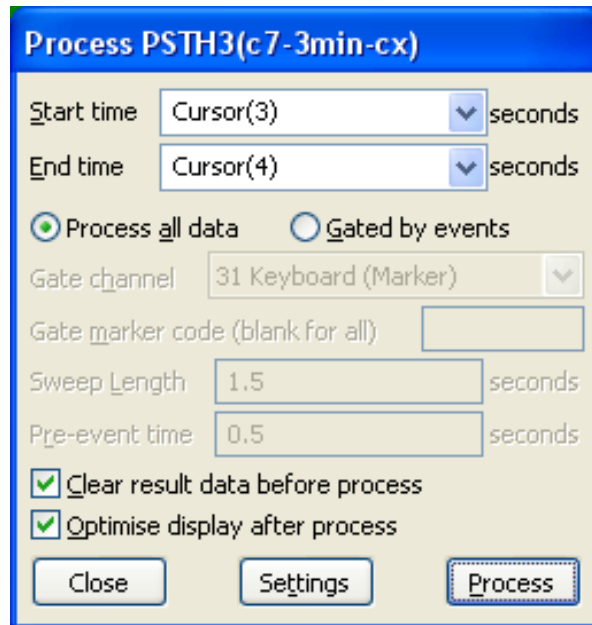 Process PSTH3(c7-3min-cx)
Start time Cursor(3) seconds
End time Cursor(4) seconds
Process all data Gated by events
Gate channel 31 Keyboard (Marker)
Gate marker code (blank for all)
Sweep Length 1.5 seconds
Pre-event time 0.5 seconds
Clear result data before process
Optimise display after process
Close Settings Process